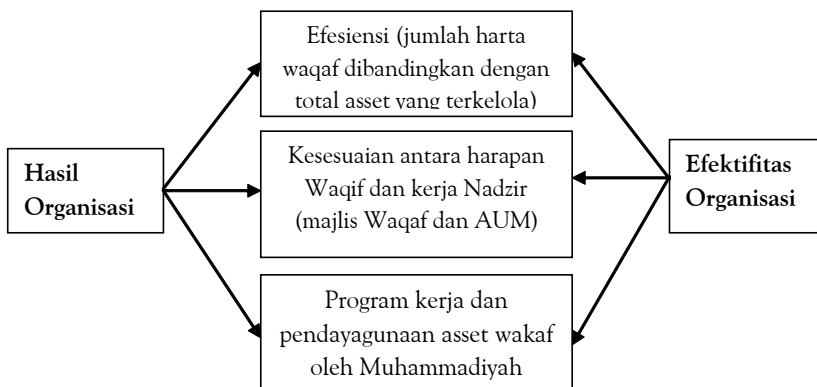 Efesiensi (jumlah harta
waqaf dibandingkan dengan
total asset yang terkelola)
Hasil
Organisasi
Kesesuaian antara harapan
Waqif dan kerja Nadzir
(majlis Waqaf dan AUM)
Efektifitas
Organisasi
Program kerja dan
pendayagunaan asset wakaf
oleh Muhammadiyah